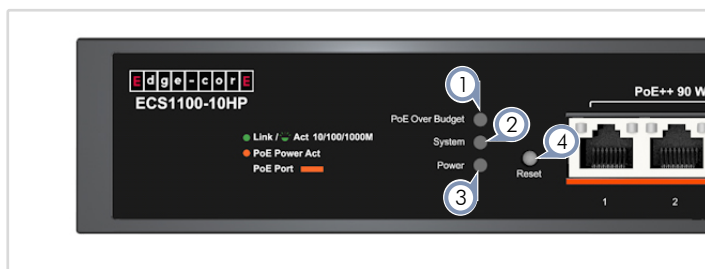 Edge-corE
ECS1100-10HP
Link / Act 10/100/1000M
PoE Power Act
PoE Port
PoE Over Budget
System
Power
Reset
PoE++ 90 W
1
2
3
4
1
2